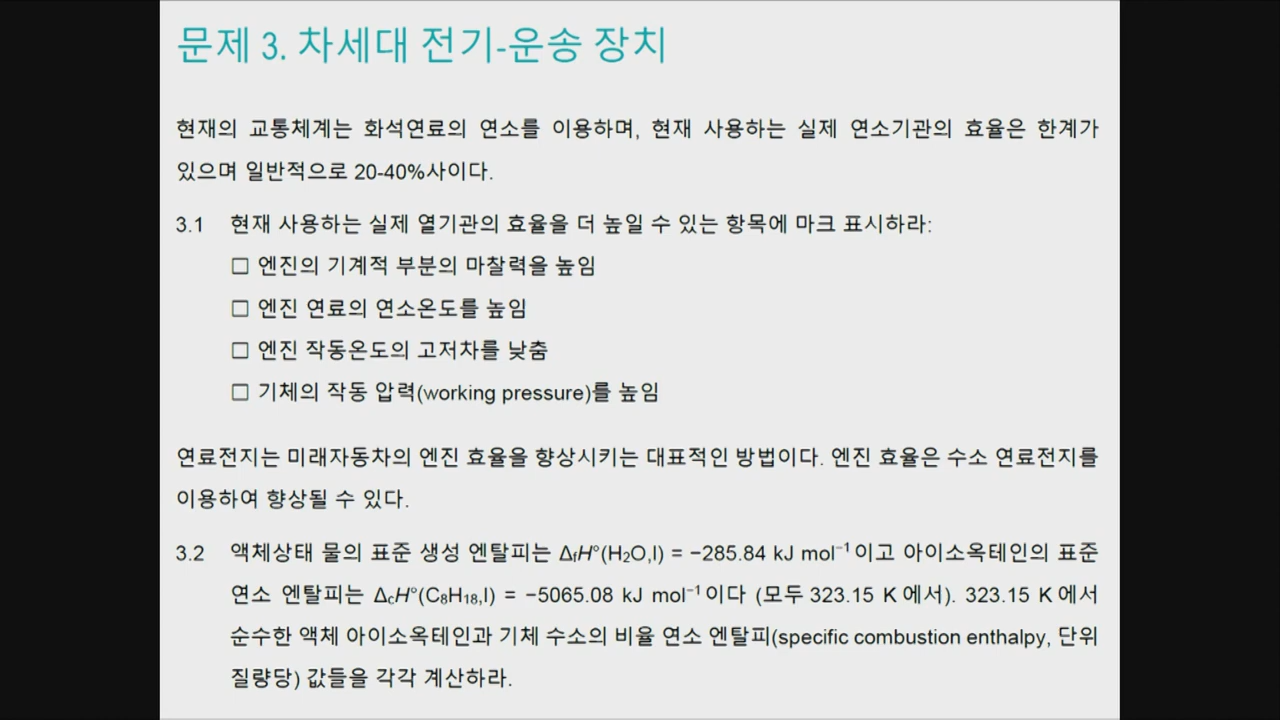 문제 3. 차세대 전기-운송 장치
현재의 교통체계는 화석연료의 연소를 이용하며, 현재 사용하는 실제 연소기관의 효율은 한계가
있으며 일반적으로 20-40%사이다.
3.1 현재 사용하는 실제 열기관의 효율을 더 높일 수 있는 항목에 마크 표시하라:
□ 엔진의 기계적 부분의 마찰력을 높임
□ 엔진 연료의 연소온도를 높임
□ 엔진 작동온도의 고저차를 낮춤
□ 기체의 작동 압력(working pressure)를 높임
연료전지는 미래자동차의 엔진 효율을 향상시키는 대표적인 방법이다. 엔진 효율은 수소 연료전지를
이용하여 향상될 수 있다.
3.2 액체상태 물의 표준 생성 엔탈피는 ΔfH°(H₂O,l) = −285.84 kJ mol⁻¹이고 아이소옥테인의 표준
연소 엔탈피는 ΔcH°(C₈H₁₈,l) = −5065.08 kJ mol⁻¹이다 (모두 323.15 K에서). 323.15 K에서
순수한 액체 아이소옥테인과 기체 수소의 비율 연소 엔탈피(specific combustion enthalpy, 단위
질량당) 값들을 각각 계산하라.